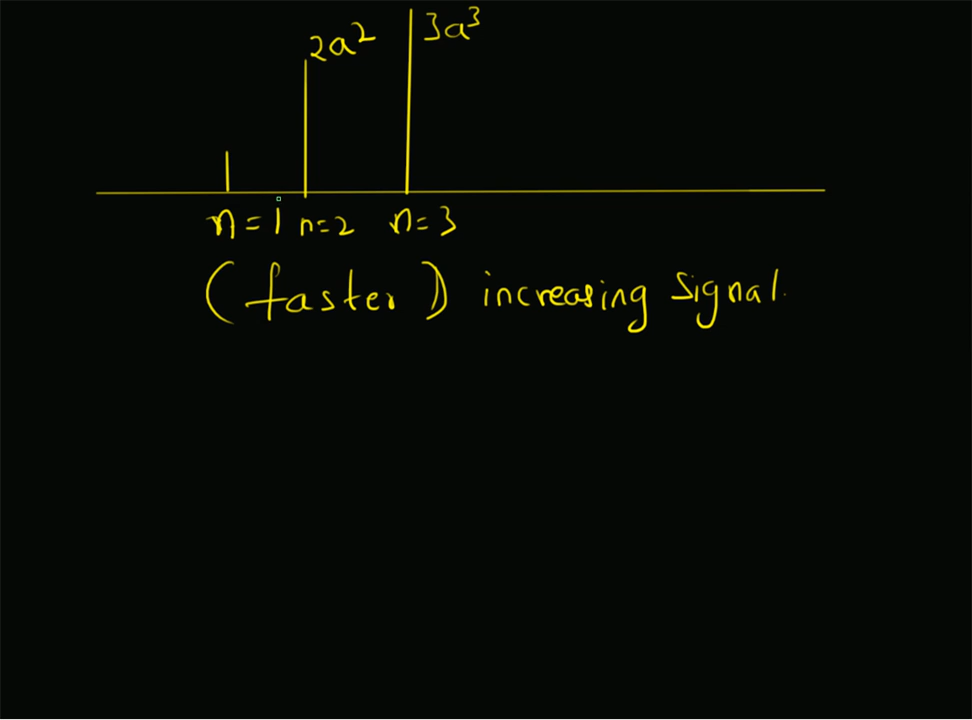 2a² 3a³
n=1 n=2 n=3
(faster) increasing signal.